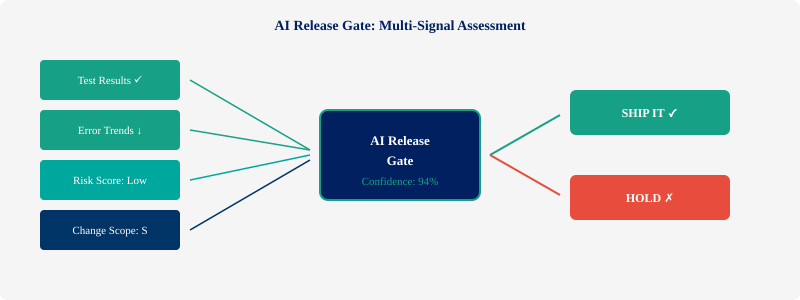 AI Release Gate: Multi-Signal Assessment
Test Results ✓
Error Trends ↓
Risk Score: Low
Change Scope: S
AI Release
Gate
Confidence: 94%
SHIP IT ✓
HOLD ✗